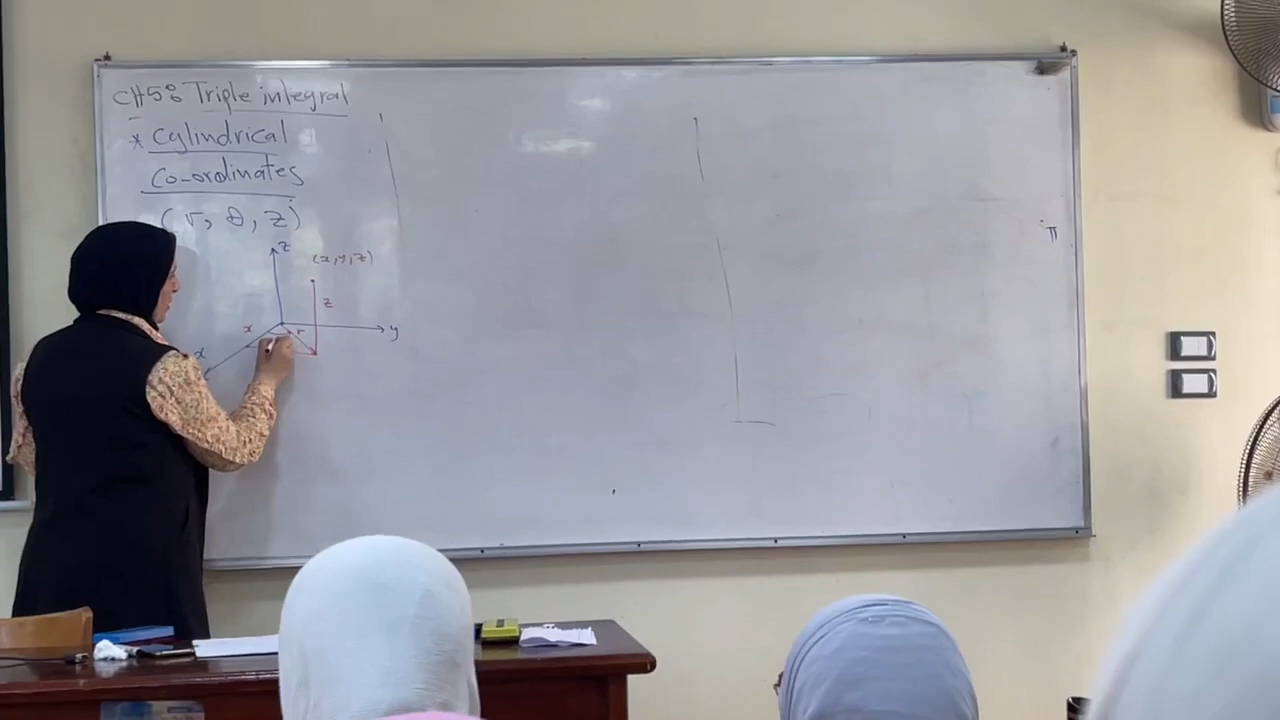 CH5: Triple integral
* Cylindrical
Co-ordinates
(r, θ, z)
z
(x,y,z)
z
x
r
y
x
π